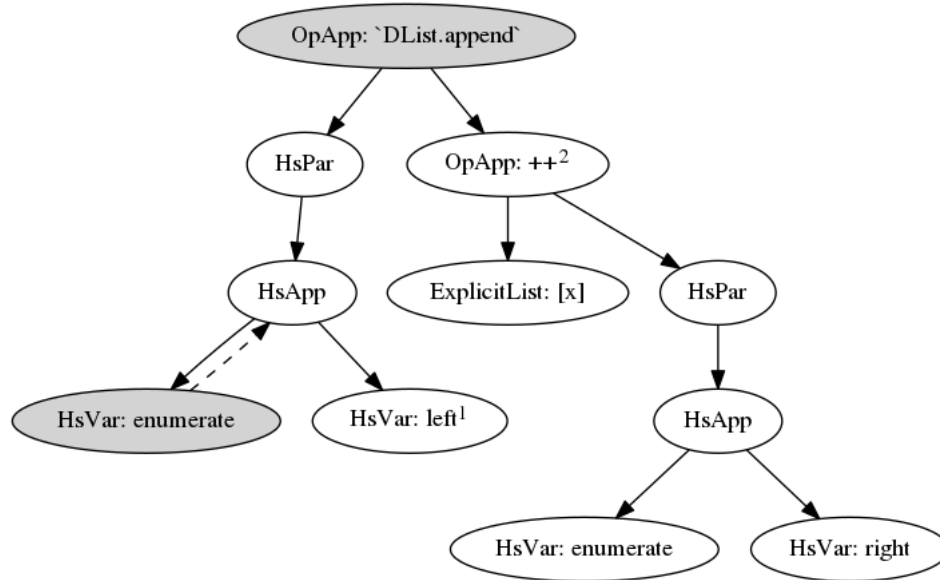 OpApp: `DList.append`
HsPar
OpApp: ++²
HsApp
ExplicitList: [x]
HsPar
HsVar: enumerate
HsVar: left¹
HsApp
HsVar: enumerate
HsVar: right